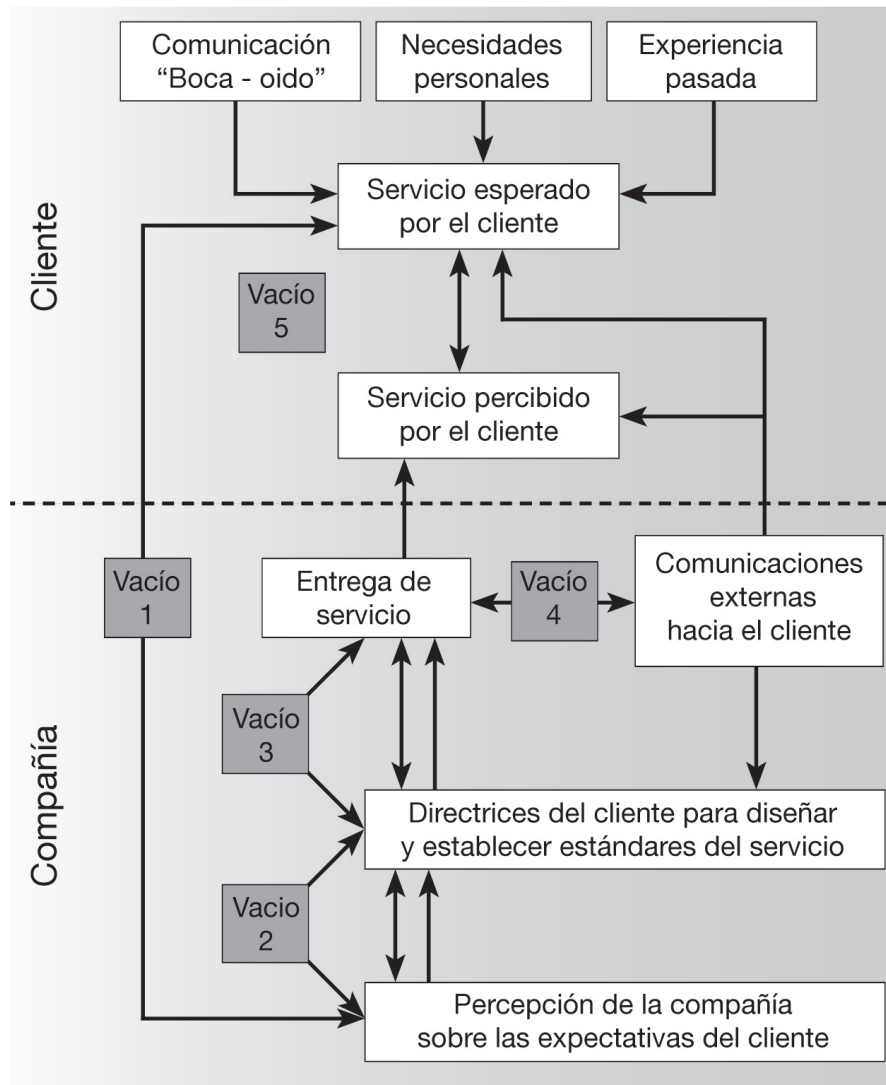 Comunicación
“Boca - oido”
Necesidades
personales
Experiencia
pasada
Servicio esperado
por el cliente
Cliente
Vacío
5
Servicio percibido
por el cliente
Vacío
1
Entrega de
servicio
Vacío
4
Comunicaciones
externas
hacia el cliente
Compañía
Vacío
3
Directrices del cliente para diseñar
y establecer estándares del servicio
Vacio
2
Percepción de la compañía
sobre las expectativas del cliente